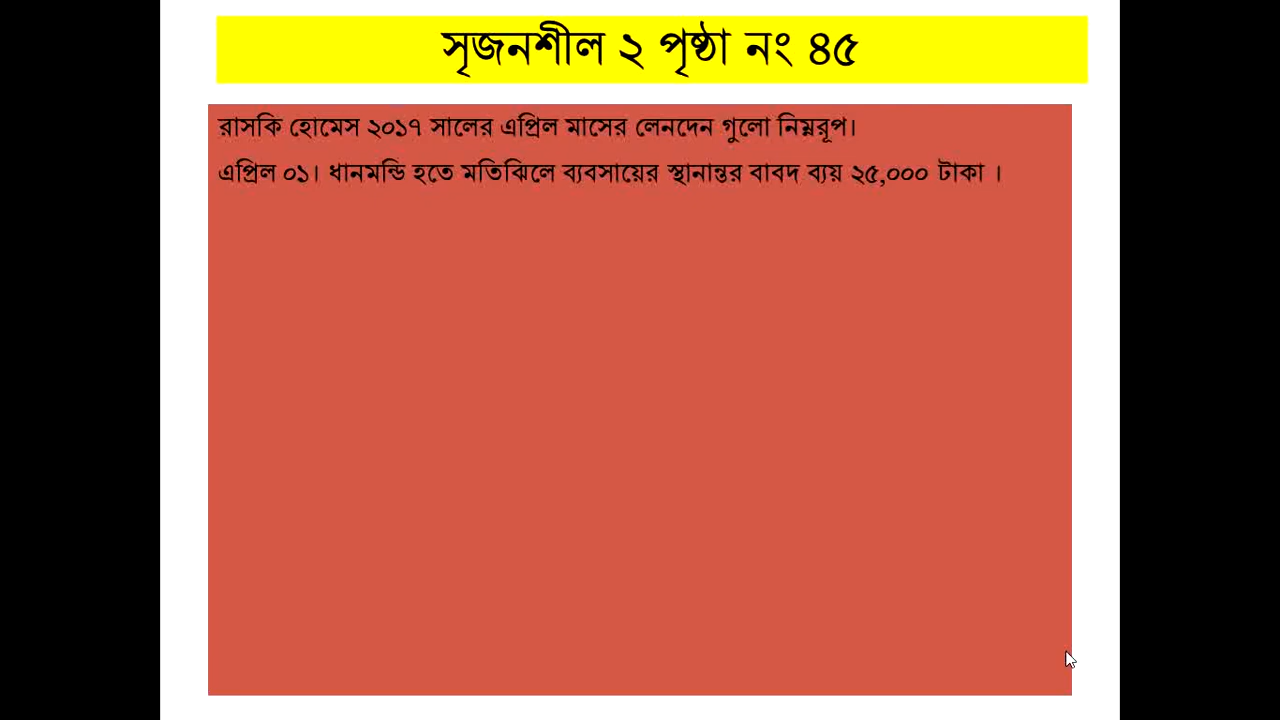 সৃজনশীল ২ পৃষ্ঠা নং ৪৫
রাসকি হোমেস ২০১৭ সালের এপ্রিল মাসের লেনদেন গুলো নিম্নরূপ।
এপ্রিল ০১। ধানমন্ডি হতে মতিঝিলে ব্যবসায়ের স্থানান্তর বাবদ ব্যয় ২৫,০০০ টাকা ।